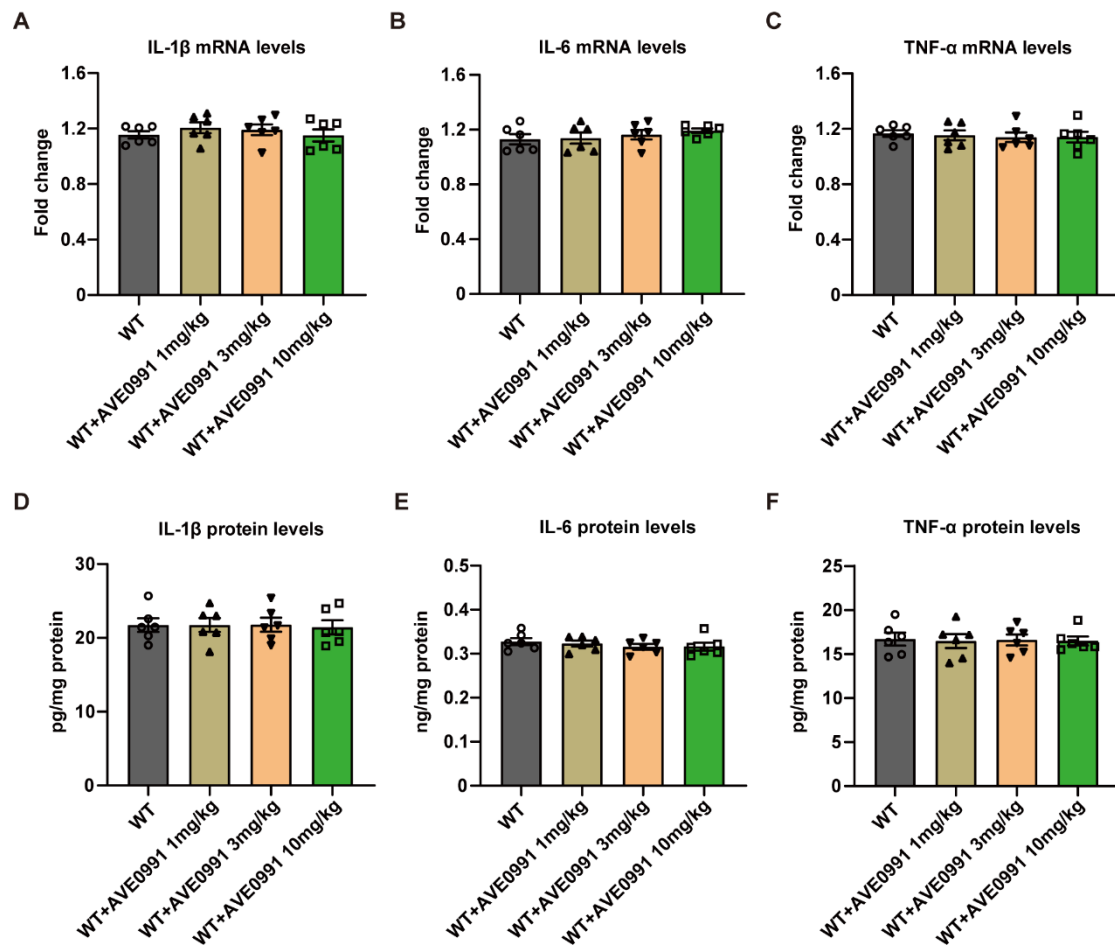 A
IL-1β mRNA levels
Fold change
1.6
1.2
0.8
0.4
0
WT
WT+AVE0991 1mg/kg
WT+AVE0991 3mg/kg
WT+AVE0991 10mg/kg
B
IL-6 mRNA levels
Fold change
1.6
1.2
0.8
0.4
0
WT
WT+AVE0991 1mg/kg
WT+AVE0991 3mg/kg
WT+AVE0991 10mg/kg
C
TNF-α mRNA levels
Fold change
1.6
1.2
0.8
0.4
0
WT
WT+AVE0991 1mg/kg
WT+AVE0991 3mg/kg
WT+AVE0991 10mg/kg
D
IL-1β protein levels
pg/mg protein
30
20
10
0
WT
WT+AVE0991 1mg/kg
WT+AVE0991 3mg/kg
WT+AVE0991 10mg/kg
E
IL-6 protein levels
ng/mg protein
0.5
0.4
0.3
0.2
0.1
0
WT
WT+AVE0991 1mg/kg
WT+AVE0991 3mg/kg
WT+AVE0991 10mg/kg
F
TNF-α protein levels
pg/mg protein
25
20
15
10
5
0
WT
WT+AVE0991 1mg/kg
WT+AVE0991 3mg/kg
WT+AVE0991 10mg/kg